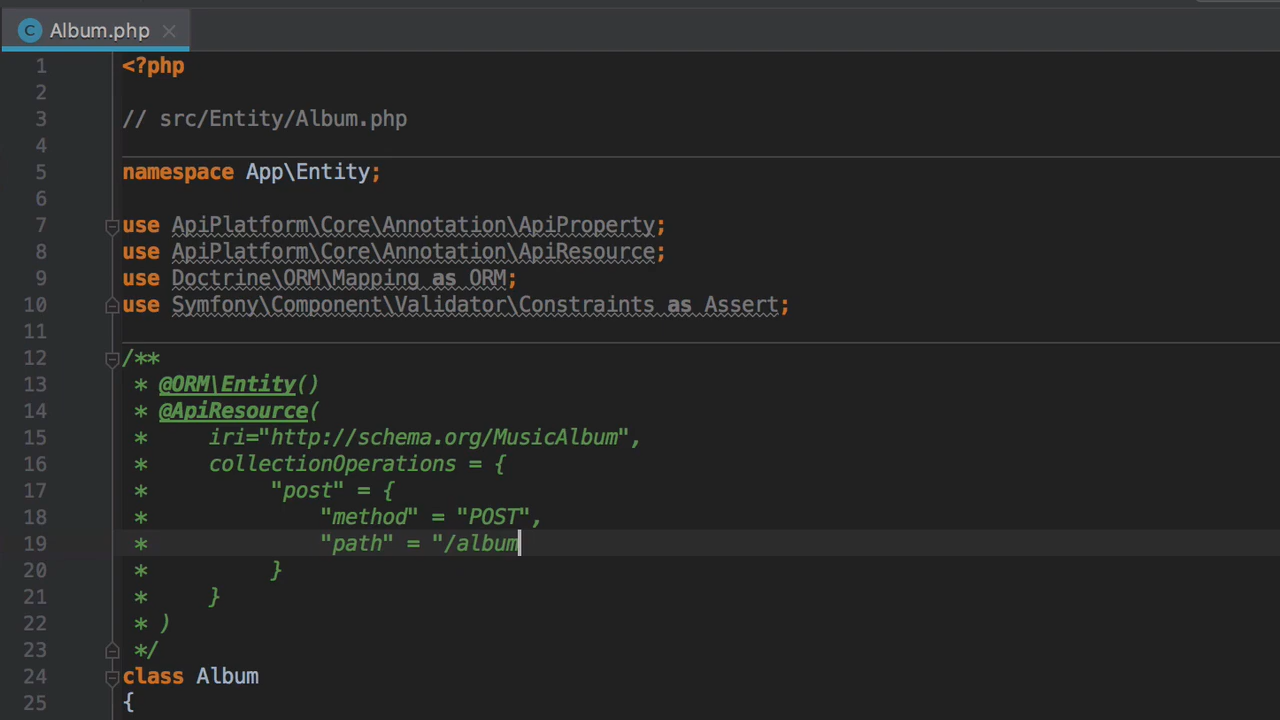 Album.php
1 <?php
2
3 // src/Entity/Album.php
4
5 namespace App\Entity;
6
7 use ApiPlatform\Core\Annotation\ApiProperty;
8 use ApiPlatform\Core\Annotation\ApiResource;
9 use Doctrine\ORM\Mapping as ORM;
10 use Symfony\Component\Validator\Constraints as Assert;
11
12 /**
13 * @ORM\Entity()
14 * @ApiResource(
15 * iri="http://schema.org/MusicAlbum",
16 * collectionOperations = {
17 * "post" = {
18 * "method" = "POST",
19 * "path" = "/album
20 * }
21 * }
22 * )
23 */
24 class Album
25 {